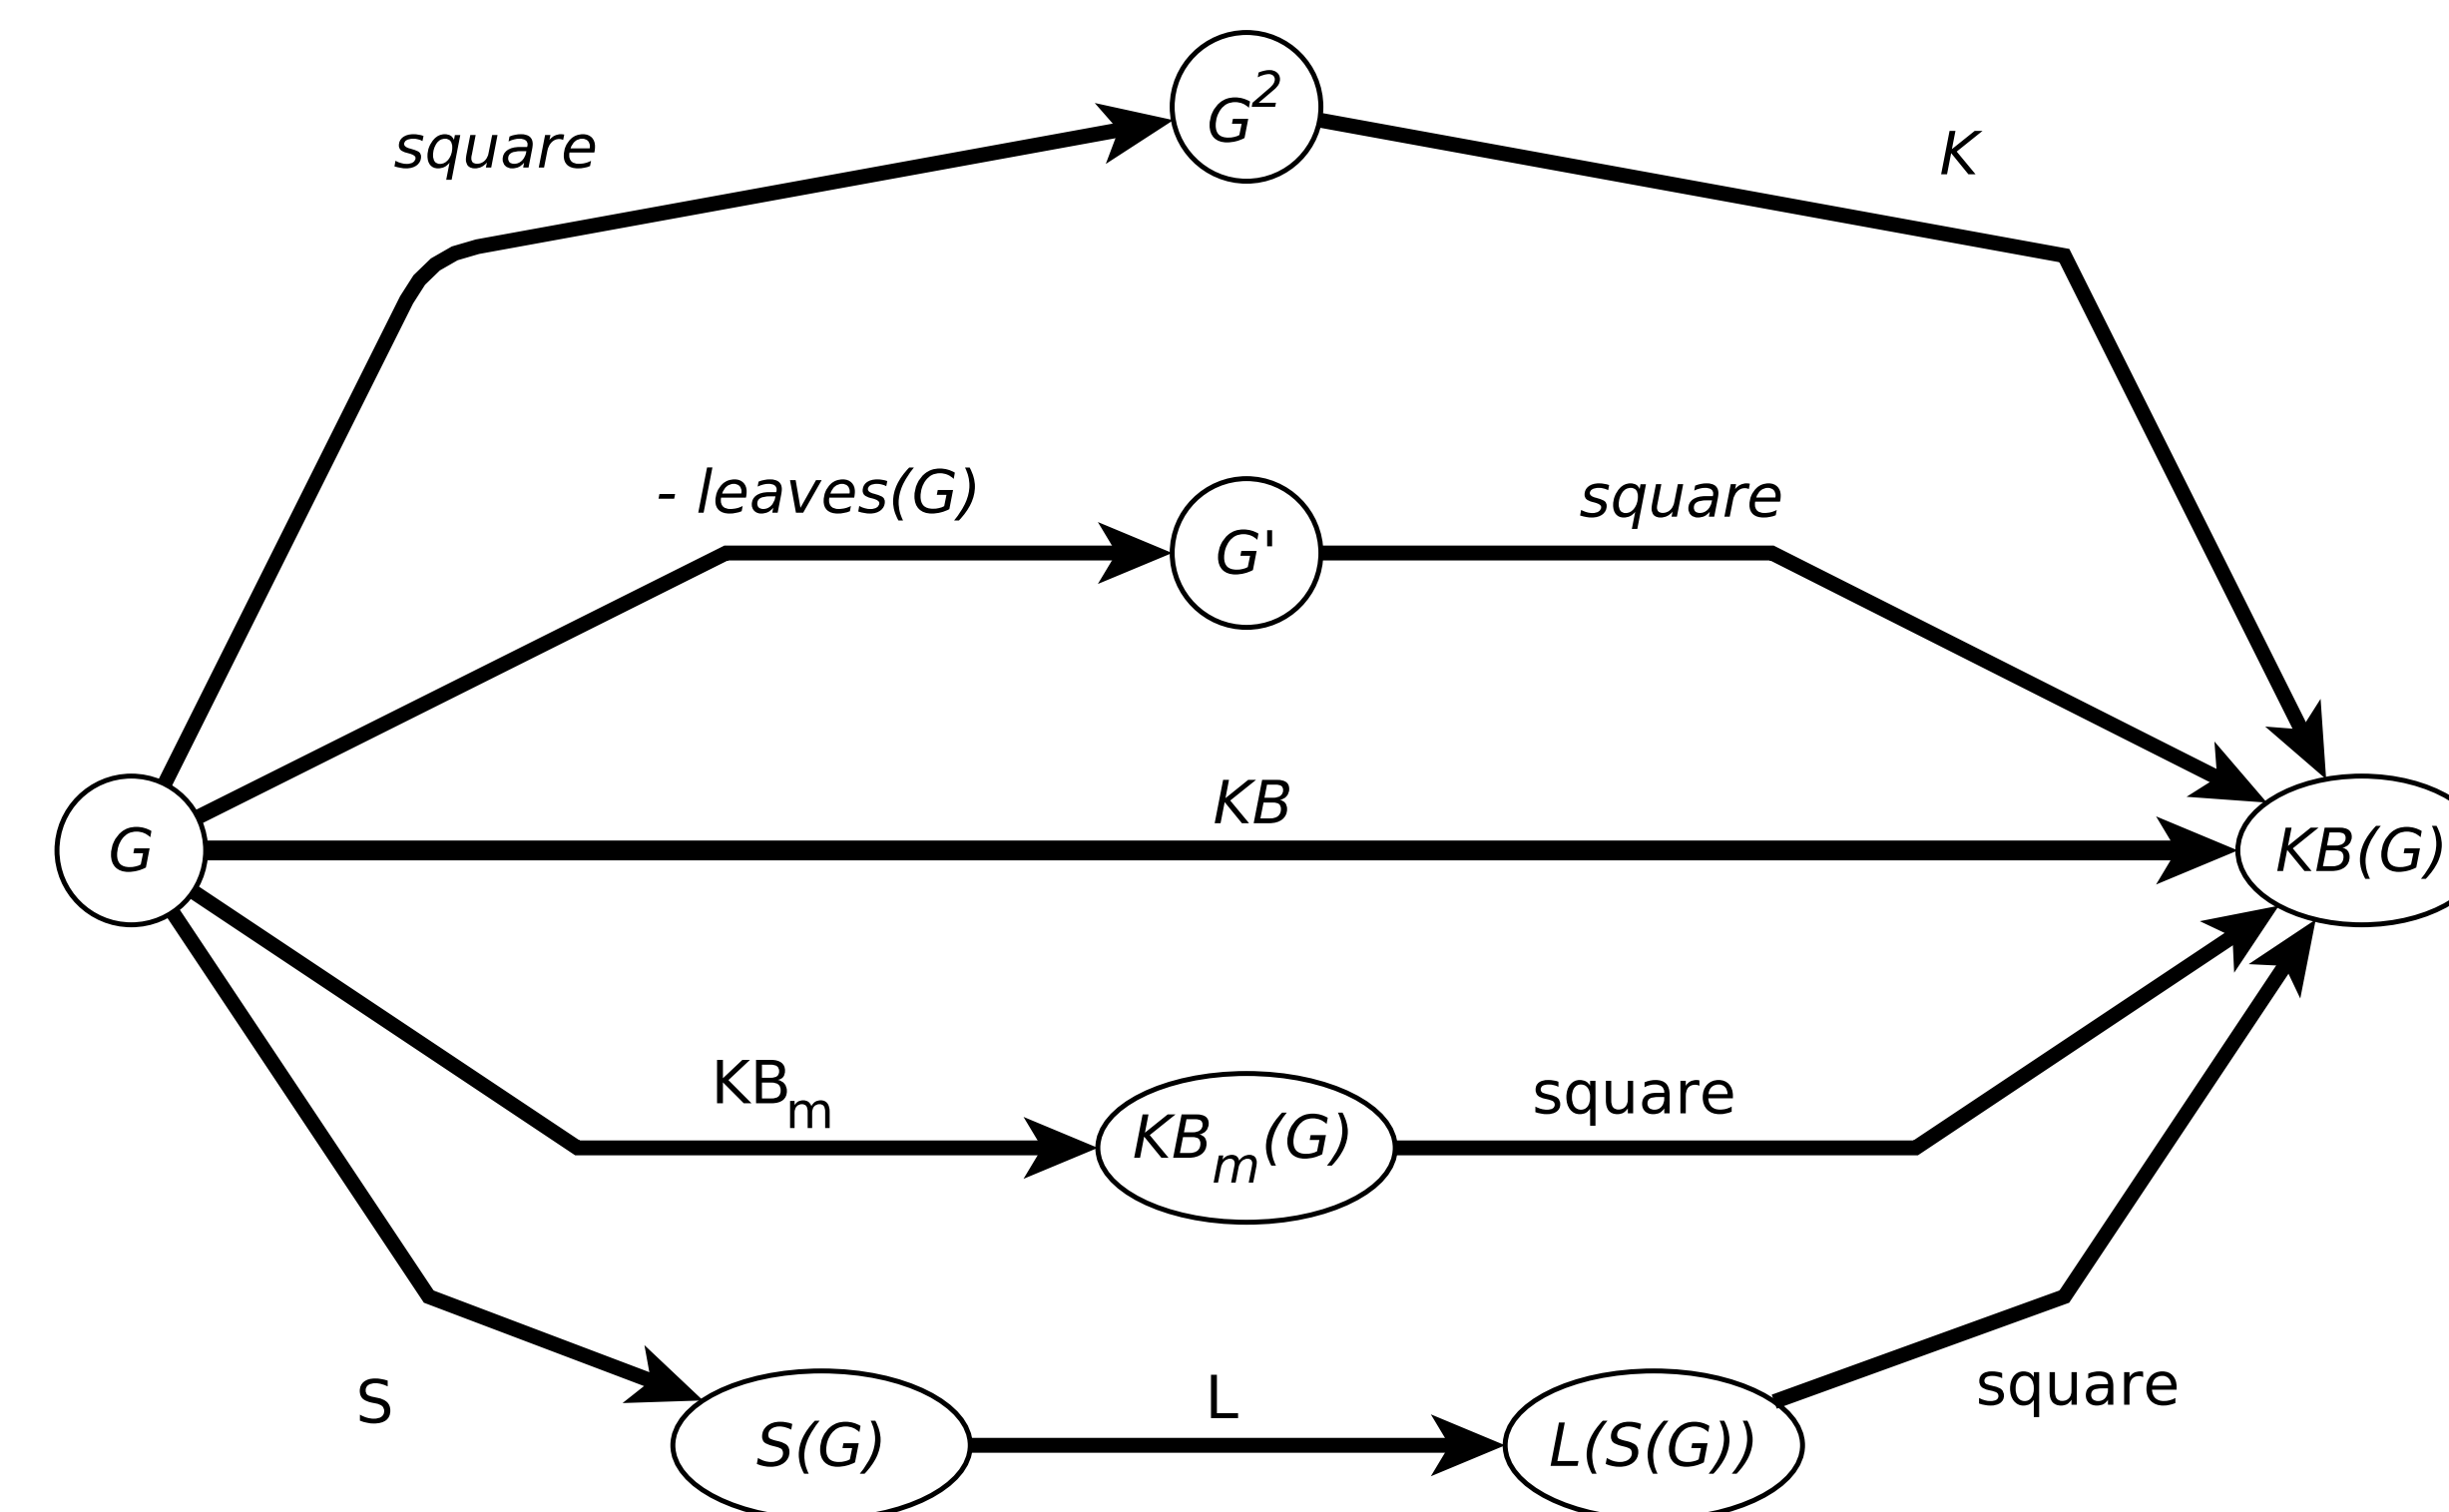 G²
square
K
- leaves(G)
square
G'
KB
G
KB(G)
KBₘ
square
KBₘ(G)
S
L
square
S(G)
L(S(G))